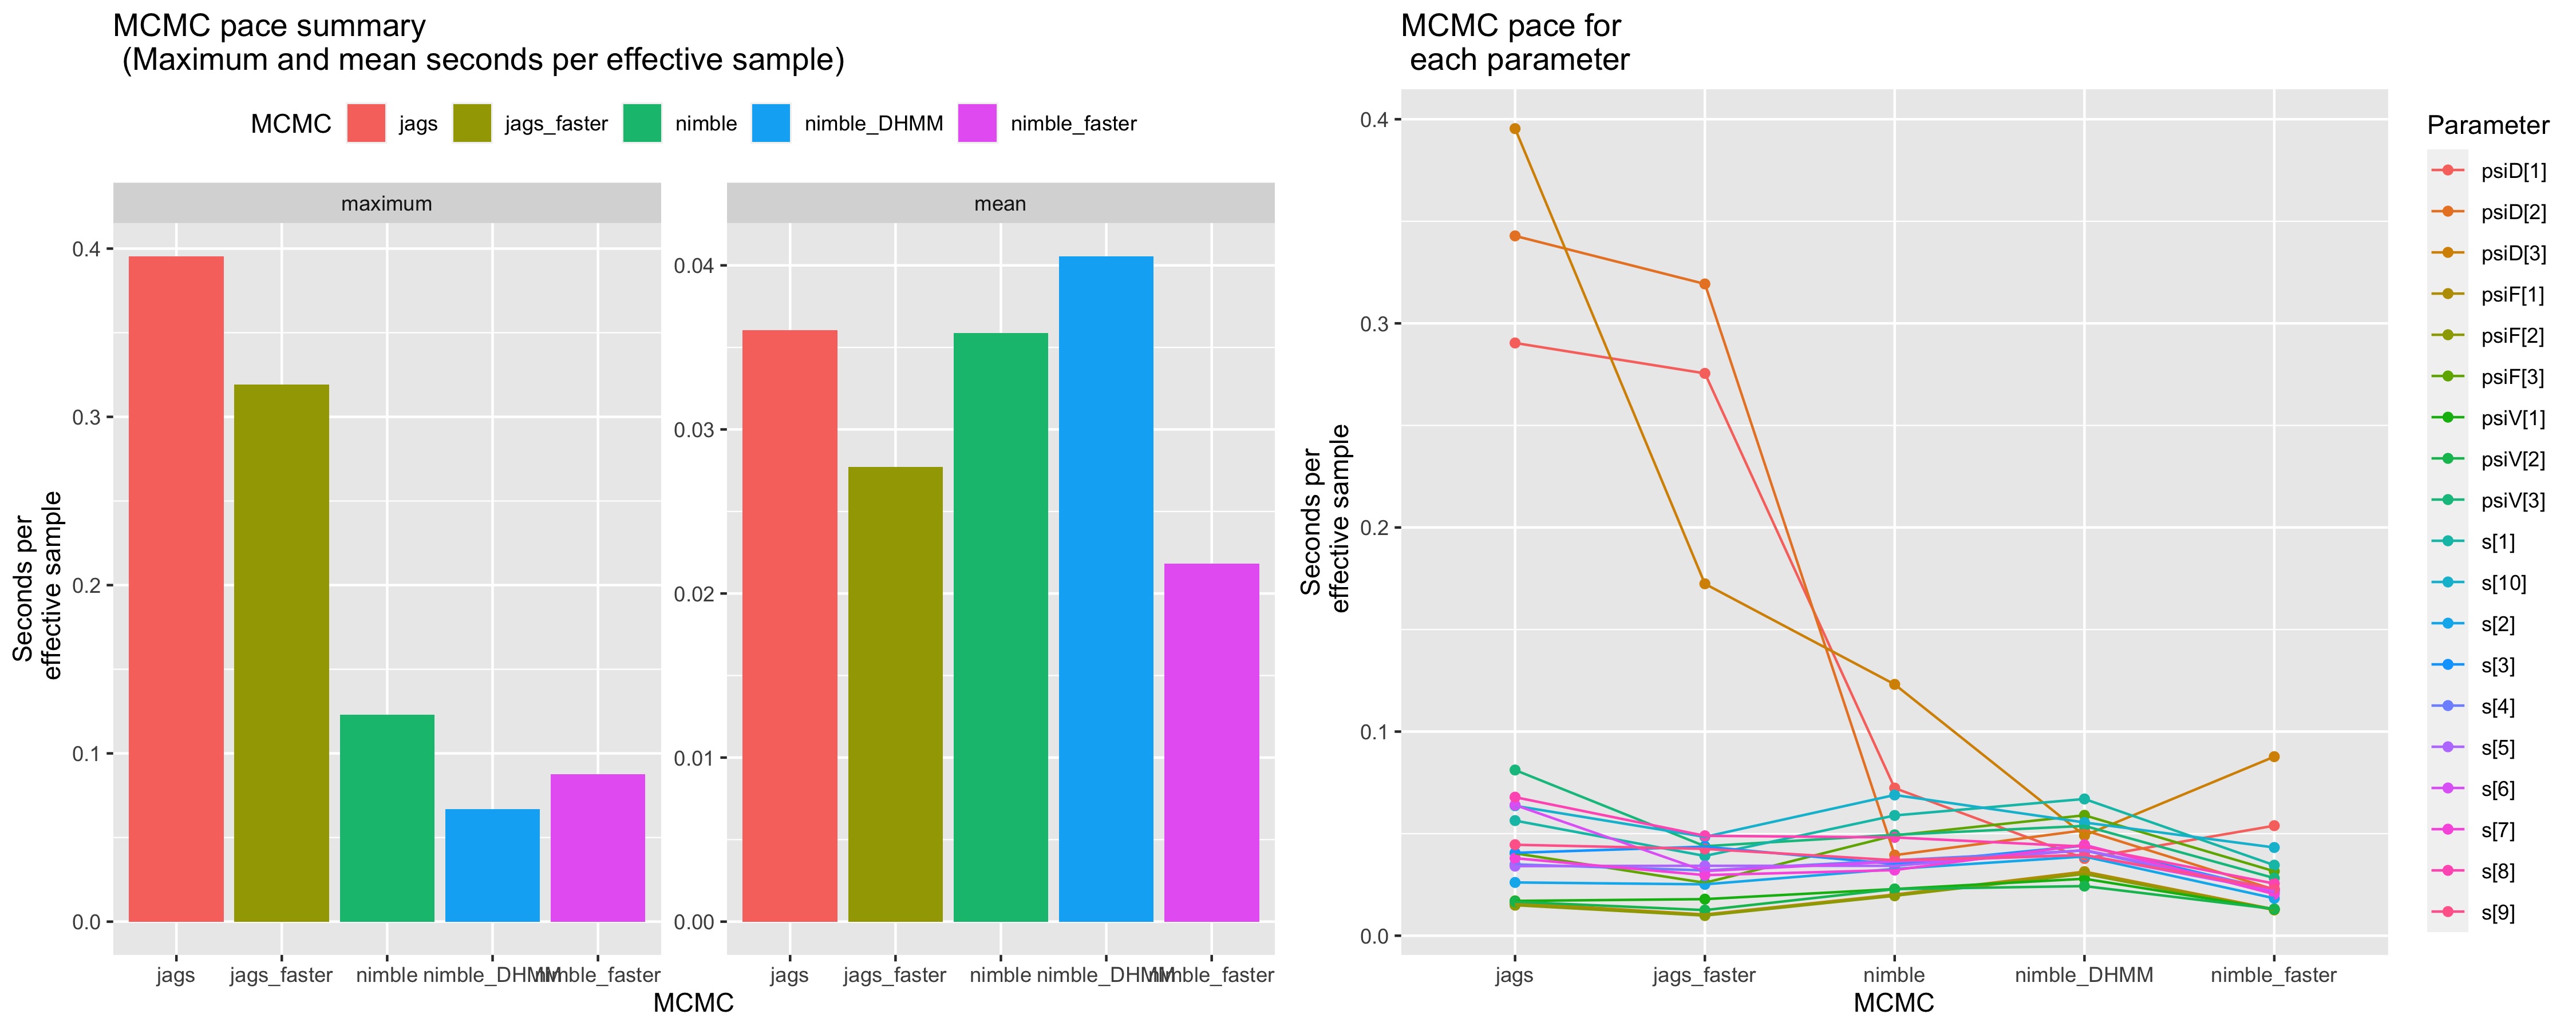 MCMC pace summary
(Maximum and mean seconds per effective sample)
MCMC jags jags_faster nimble nimble_DHMM nimble_faster
maximum
mean
Seconds per
effective sample
0.4
0.3
0.2
0.1
0.0
0.04
0.03
0.02
0.01
0.00
jags jags_faster nimble nimble_DHMM nimble_faster
jags jags_faster nimble nimble_DHMM nimble_faster
MCMC
MCMC pace for
each parameter
Seconds per
effective sample
0.4
0.3
0.2
0.1
0.0
jags jags_faster nimble nimble_DHMM nimble_faster
MCMC
Parameter
psiD[1]
psiD[2]
psiD[3]
psiF[1]
psiF[2]
psiF[3]
psiV[1]
psiV[2]
psiV[3]
s[1]
s[10]
s[2]
s[3]
s[4]
s[5]
s[6]
s[7]
s[8]
s[9]